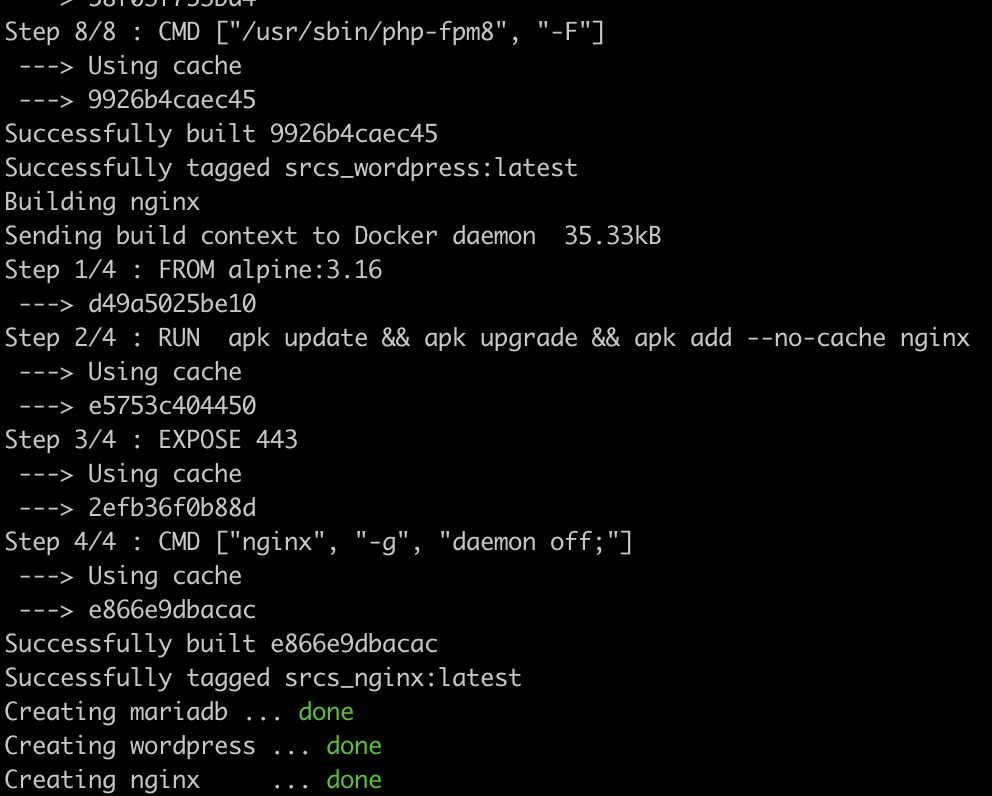 Step 8/8 : CMD ["/usr/sbin/php-fpm8", "-F"]
 ---> Using cache
 ---> 9926b4caec45
Successfully built 9926b4caec45
Successfully tagged srcs_wordpress:latest
Building nginx
Sending build context to Docker daemon  35.33kB
Step 1/4 : FROM alpine:3.16
 ---> d49a5025be10
Step 2/4 : RUN  apk update && apk upgrade && apk add --no-cache nginx
 ---> Using cache
 ---> e5753c404450
Step 3/4 : EXPOSE 443
 ---> Using cache
 ---> 2efb36f0b88d
Step 4/4 : CMD ["nginx", "-g", "daemon off;"]
 ---> Using cache
 ---> e866e9dbacac
Successfully built e866e9dbacac
Successfully tagged srcs_nginx:latest
Creating mariadb ... done
Creating wordpress ... done
Creating nginx     ... done